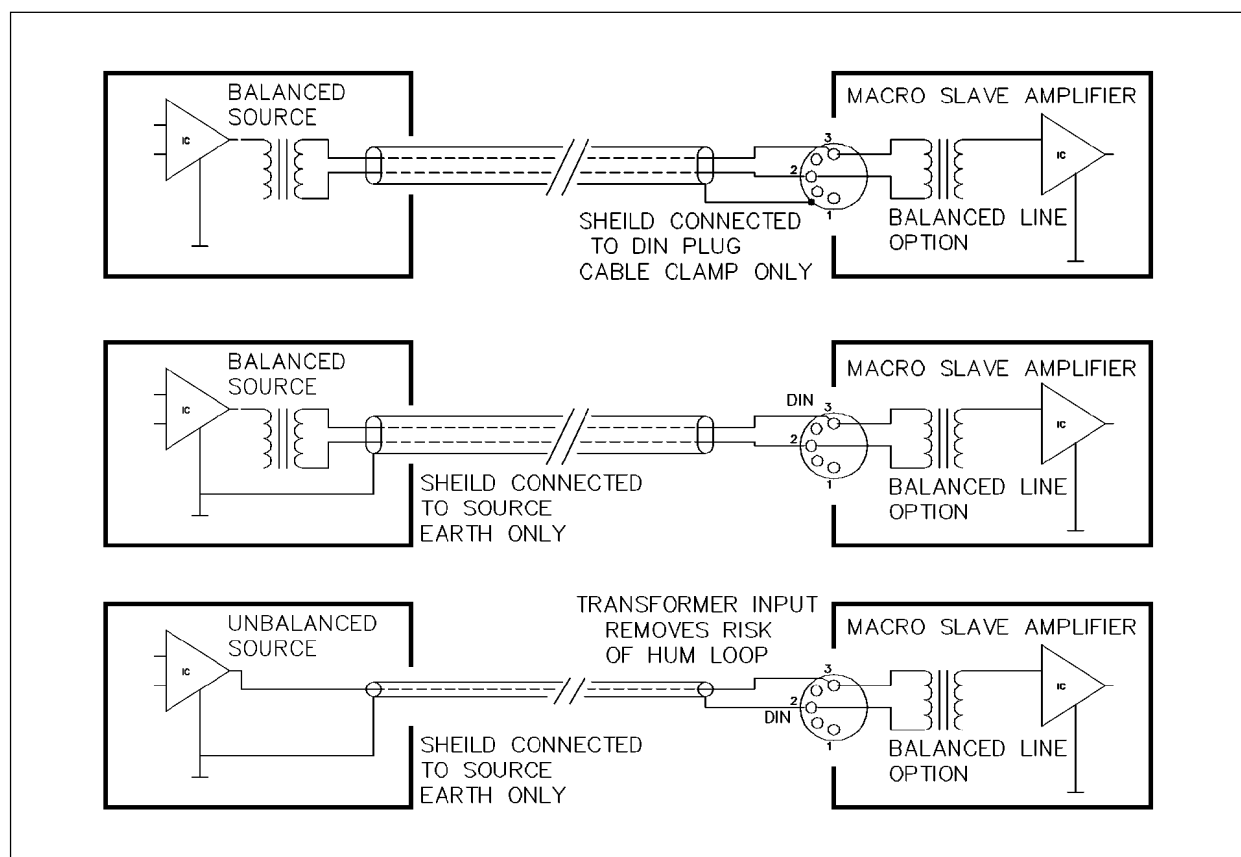 BALANCED
SOURCE
IC
SHEILD CONNECTED
TO DIN PLUG
CABLE CLAMP ONLY
3
2
1
MACRO SLAVE AMPLIFIER
IC
BALANCED LINE
OPTION
BALANCED
SOURCE
IC
SHEILD CONNECTED
TO SOURCE
EARTH ONLY
DIN
3
2
1
MACRO SLAVE AMPLIFIER
IC
BALANCED LINE
OPTION
UNBALANCED
SOURCE
IC
SHEILD CONNECTED
TO SOURCE
EARTH ONLY
TRANSFORMER INPUT
REMOVES RISK
OF HUM LOOP
3
2
DIN
1
MACRO SLAVE AMPLIFIER
IC
BALANCED LINE
OPTION